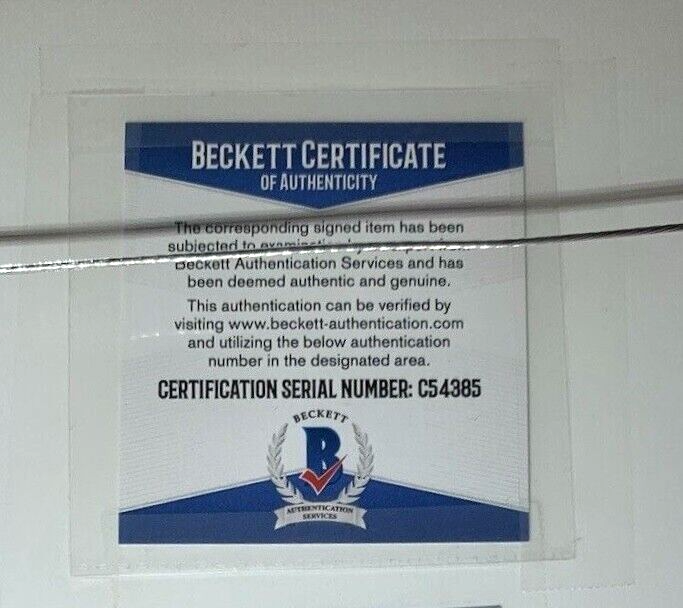 BECKETT CERTIFICATE
OF AUTHENTICITY
The corresponding signed item has been
subjected to
Beckett Authentication Services and has
been deemed authentic and genuine.
This authentication can be verified by
visiting www.beckett-authentication.com
and utilizing the below authentication
number in the designated area.
CERTIFICATION SERIAL NUMBER: C54385
BECKETT
B
AUTHENTICATION
SERVICES